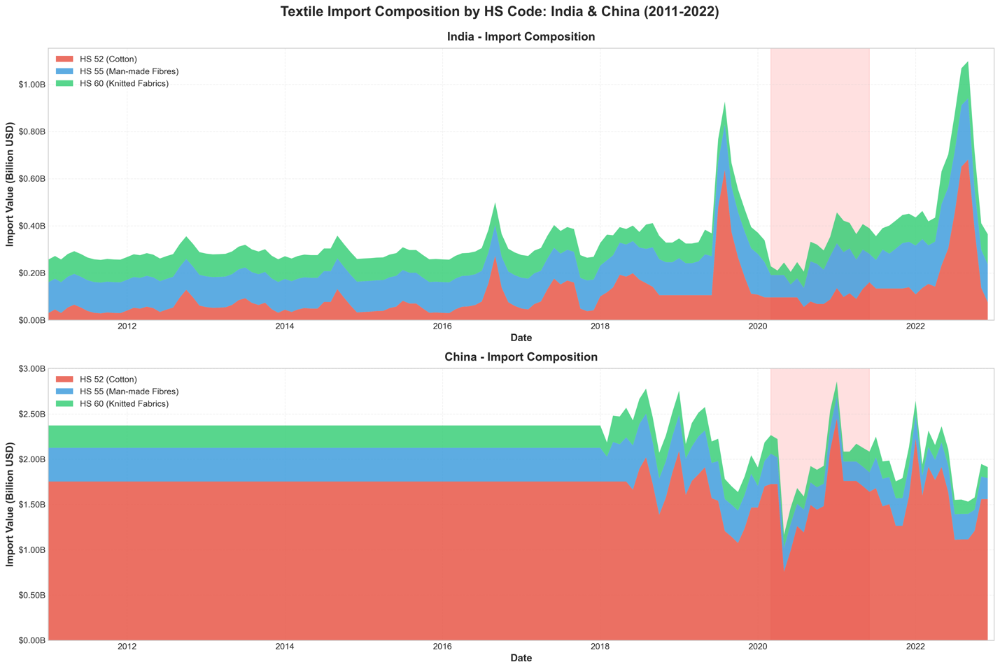 Textile Import Composition by HS Code: India & China (2011-2022)
India - Import Composition
HS 52 (Cotton)
HS 55 (Man-made Fibres)
HS 60 (Knitted Fabrics)
Import Value (Billion USD)
$1.00B
$0.80B
$0.60B
$0.40B
$0.20B
$0.00B
2012 2014 2016 2018 2020 2022
Date
China - Import Composition
HS 52 (Cotton)
HS 55 (Man-made Fibres)
HS 60 (Knitted Fabrics)
Import Value (Billion USD)
$3.00B
$2.50B
$2.00B
$1.50B
$1.00B
$0.50B
$0.00B
2012 2014 2016 2018 2020 2022
Date